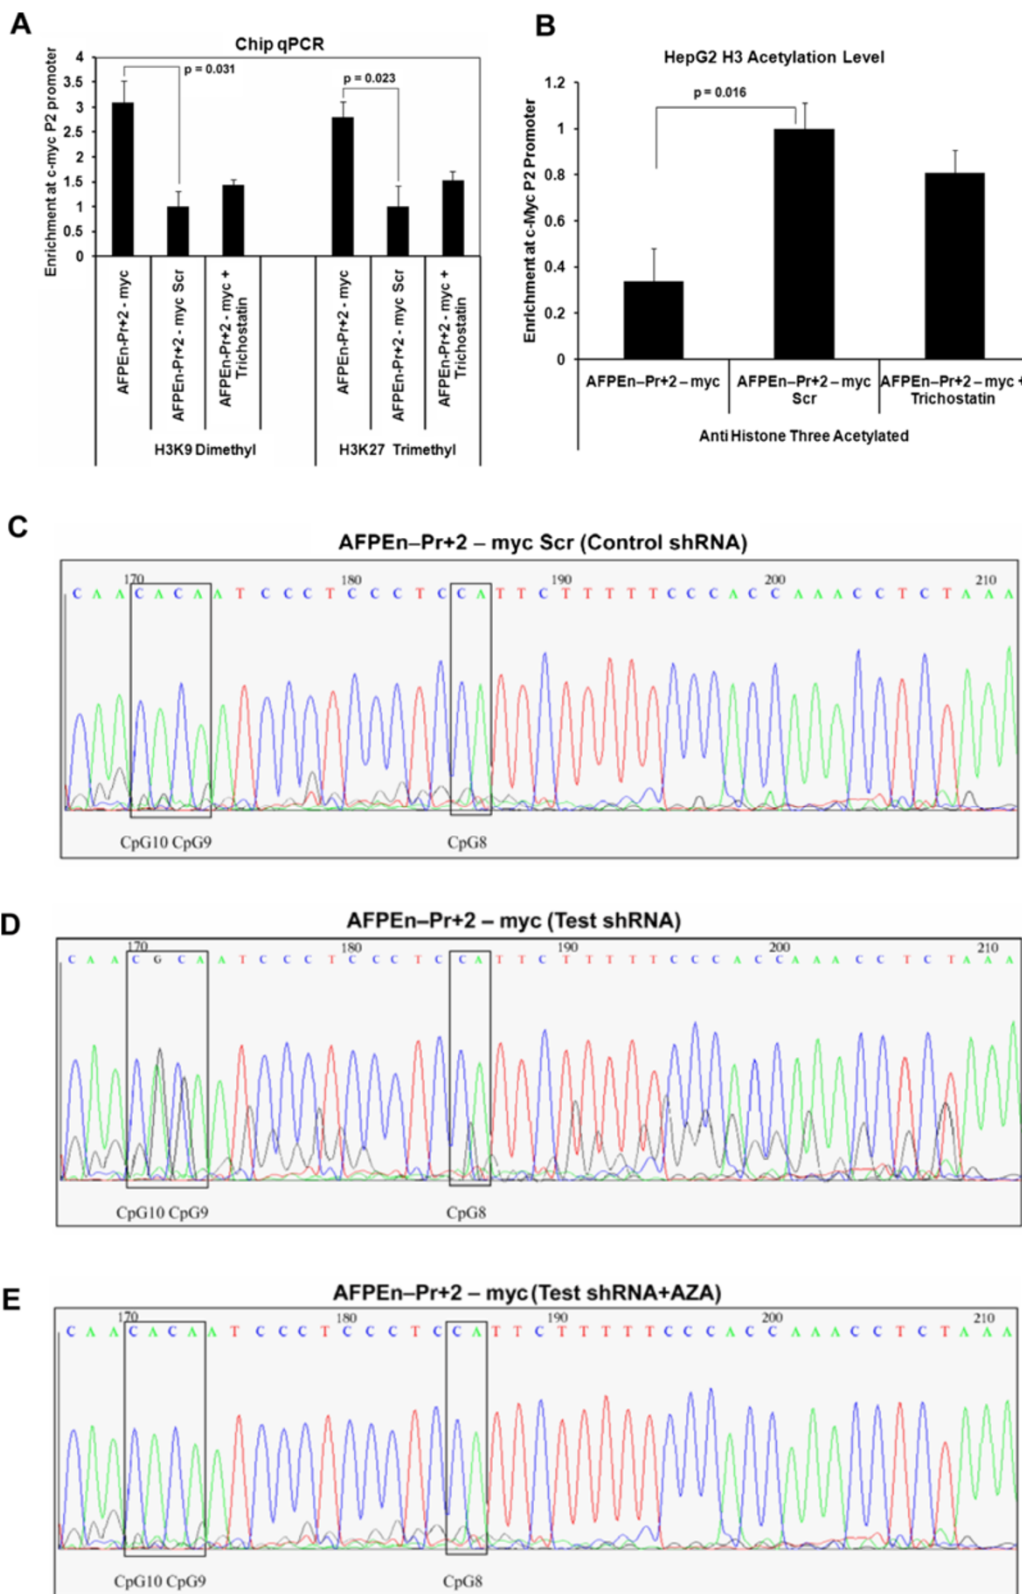 A
Chip qPCR
Enrichment at c-myc P2 promoter
4
3.5
3
2.5
2
1.5
1
0.5
0
p = 0.031
p = 0.023
AFPEn-Pr+2 - myc
AFPEn-Pr+2 - myc Scr
AFPEn-Pr+2 - myc +
Trichostatin
AFPEn-Pr+2 - myc
AFPEn-Pr+2 - myc Scr
AFPEn-Pr+2 - myc +
Trichostatin
H3K9 Dimethyl
H3K27 Trimethyl
B
HepG2 H3 Acetylation Level
Enrichment at c-Myc P2 Promoter
1.2
1
0.8
0.6
0.4
0.2
0
p = 0.016
AFPEn–Pr+2 – myc
AFPEn–Pr+2 – myc
Scr
AFPEn–Pr+2 – myc +
Trichostatin
Anti Histone Three Acetylated
C
AFPEn–Pr+2 – myc Scr (Control shRNA)
170 180 190 200 210
C A A C A C A A T C C C T C C C T C C A T T C T T T T T C C C A C C A A A C C T C T A A A
CpG10 CpG9
CpG8
D
AFPEn–Pr+2 – myc (Test shRNA)
170 180 190 200 210
C A A C G C A A T C C C T C C C T C C A T T C T T T T T C C C A C C A A A C C T C T A A A
CpG10 CpG9
CpG8
E
AFPEn–Pr+2 – myc (Test shRNA+AZA)
170 180 190 200 210
C A A C A C A A T C C C T C C C T C C A T T C T T T T T C C C A C C A A A C C T C T A A A
CpG10 CpG9
CpG8